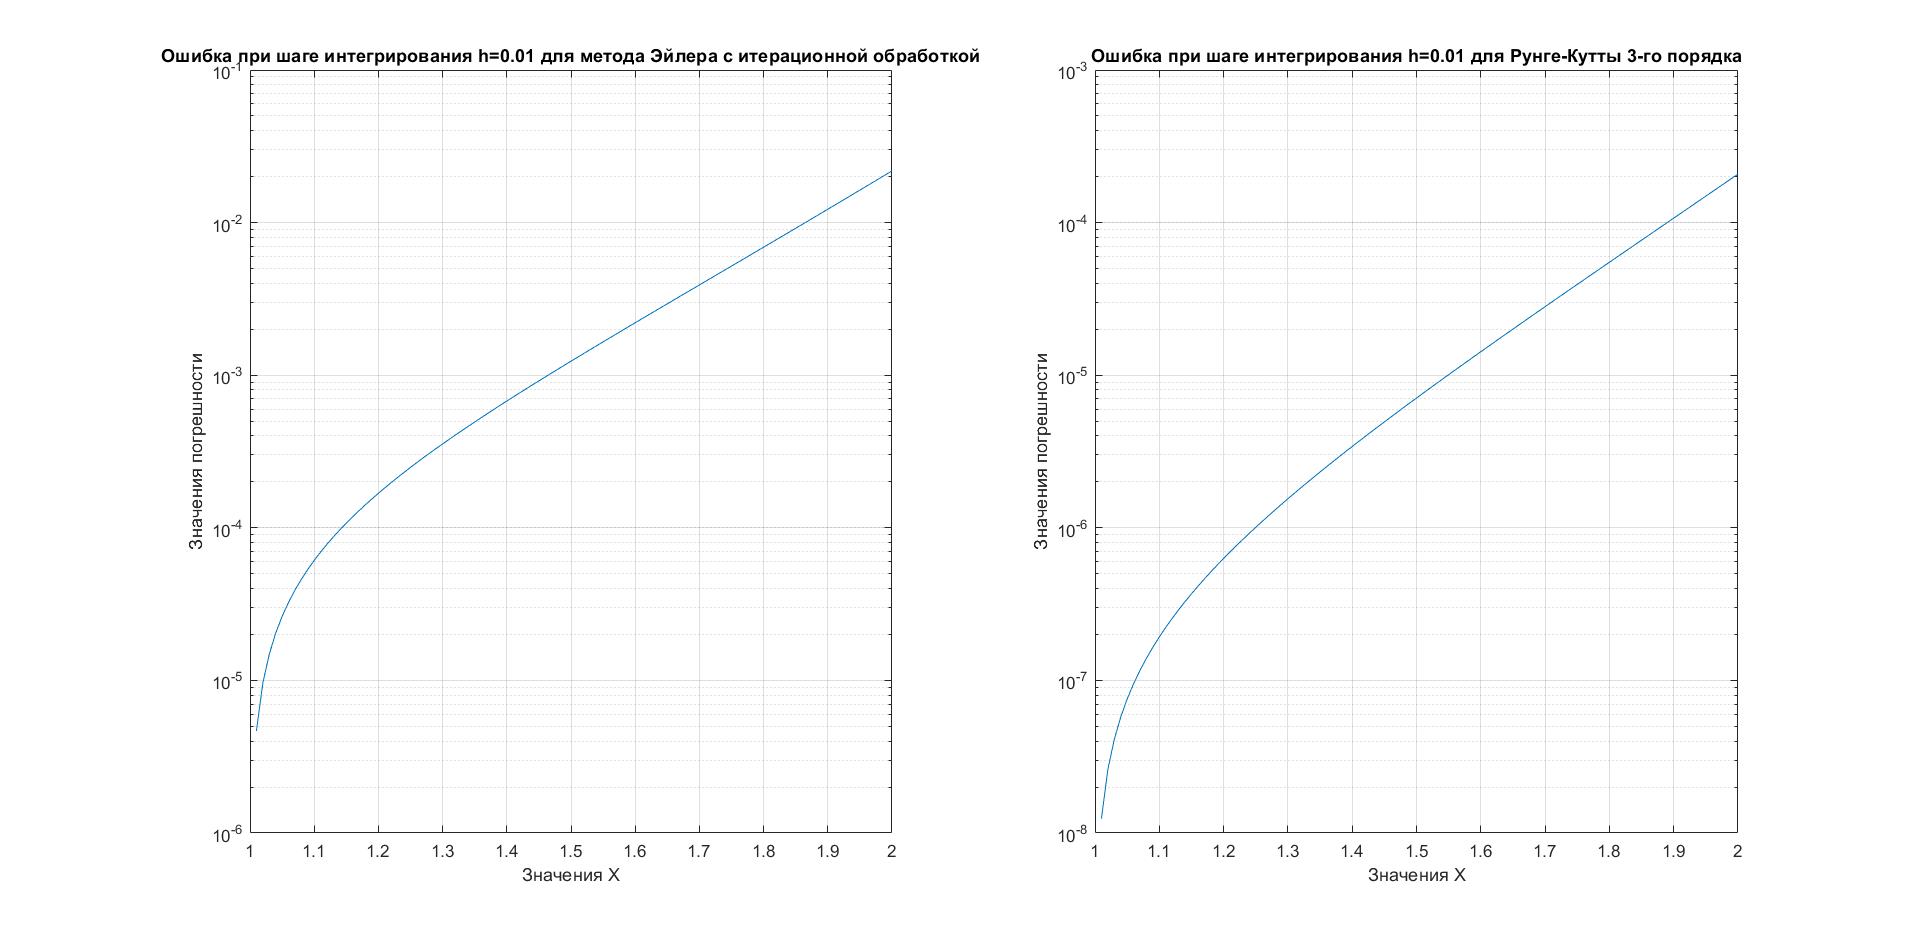 Ошибка при шаге интегрирования h=0.01 для метода Эйлера с итерационной обработкой
10^-1
10^-2
10^-3
10^-4
10^-5
10^-6
Значения погрешности
1 1.1 1.2 1.3 1.4 1.5 1.6 1.7 1.8 1.9 2
Значения X
Ошибка при шаге интегрирования h=0.01 для Рунге-Кутты 3-го порядка
10^-3
10^-4
10^-5
10^-6
10^-7
10^-8
Значения погрешности
1 1.1 1.2 1.3 1.4 1.5 1.6 1.7 1.8 1.9 2
Значения X